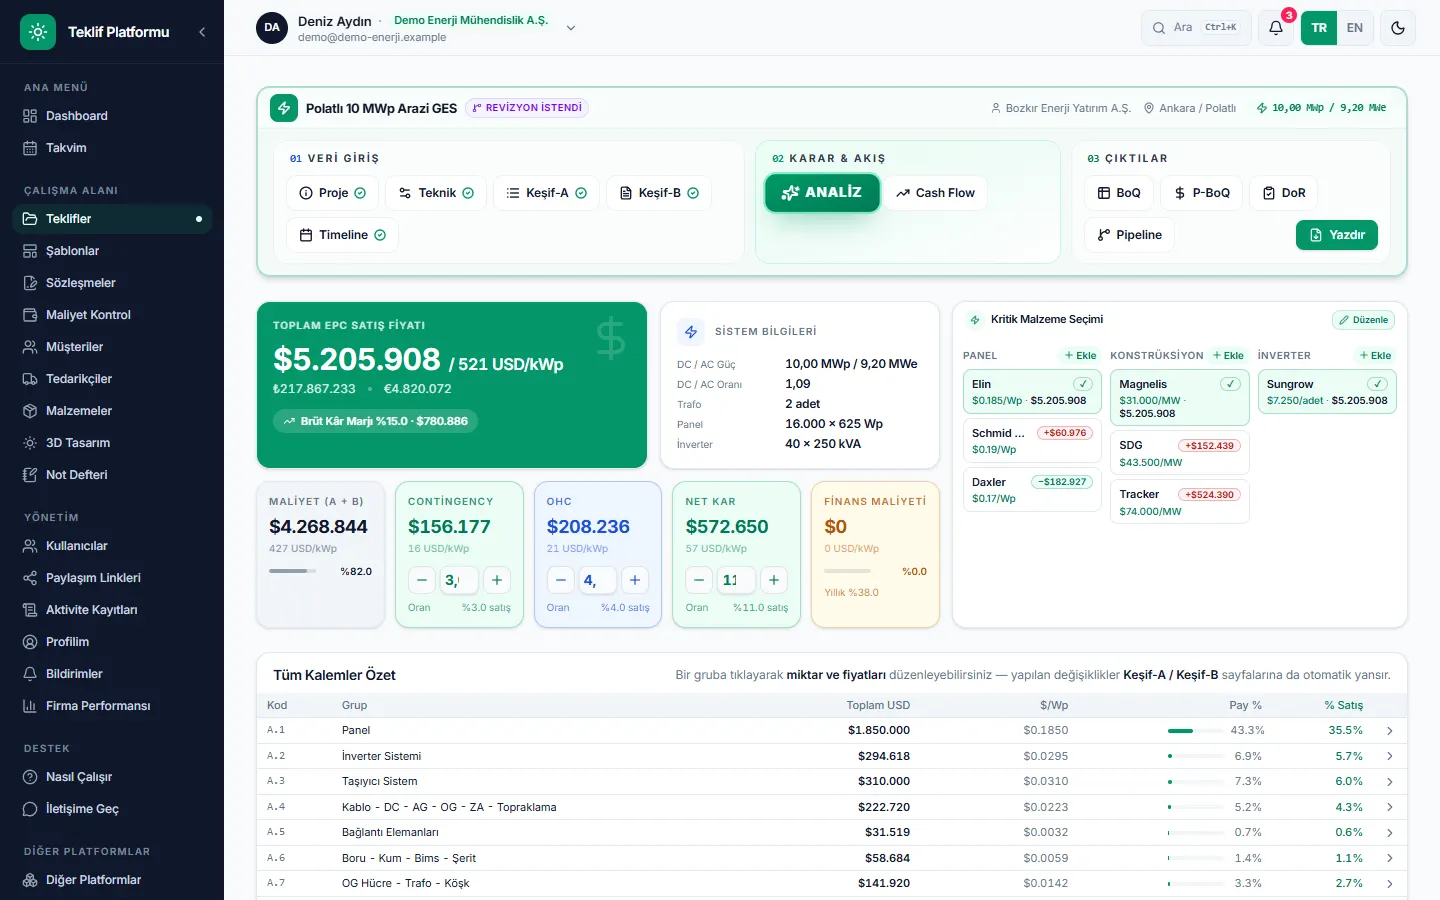 Teklif Platformu
ANA MENÜ
Dashboard
Takvim
ÇALIŞMA ALANI
Teklifler
Şablonlar
Sözleşmeler
Maliyet Kontrol
Müşteriler
Tedarikçiler
Malzemeler
3D Tasarım
Not Defteri
YÖNETİM
Kullanıcılar
Paylaşım Linkleri
Aktivite Kayıtları
Profilim
Bildirimler
Firma Performansı
DESTEK
Nasıl Çalışır
İletişime Geç
DİĞER PLATFORMLAR
Diğer Platformlar
DA
Deniz Aydın · Demo Enerji Mühendislik A.Ş.
demo@demo-enerji.example
Ara Ctrl+K
3
TR EN
Polatlı 10 MWp Arazi GES REVİZYON İSTENDİ
Bozkır Enerji Yatırım A.Ş. Ankara / Polatlı 10,00 MWp / 9,20 MWe
01 VERİ GİRİŞ
Proje Teknik Keşif-A Keşif-B
Timeline
02 KARAR & AKIŞ
ANALİZ Cash Flow
03 ÇIKTILAR
BoQ P-BoQ DoR
Pipeline Yazdır
TOPLAM EPC SATIŞ FİYATI
$5.205.908 / 521 USD/kWp
₺217.867.233 • €4.820.072
Brüt Kâr Marjı %15.0 · $780.886
SİSTEM BİLGİLERİ
DC / AC Güç 10,00 MWp / 9,20 MWe
DC / AC Oranı 1,09
Trafo 2 adet
Panel 16.000 × 625 Wp
İnverter 40 × 250 kVA
Kritik Malzeme Seçimi Düzenle
PANEL + Ekle
Elin ✓
$0.185/Wp · $5.205.908
Schmid ... +$60.976
$0.19/Wp
Daxler −$182.927
$0.17/Wp
KONSTRÜKSİYON + Ekle
Magnelis ✓
$31.000/MW ·
$5.205.908
SDG +$152.439
$43.500/MW
Tracker +$524.390
$74.000/MW
İNVERTER + Ekle
Sungrow ✓
$7.250/adet · $5.205.908
MALİYET (A + B)
$4.268.844
427 USD/kWp
%82.0
CONTİNGENCY
$156.177
16 USD/kWp
− 3, +
Oran %3.0 satış
OHC
$208.236
21 USD/kWp
− 4, +
Oran %4.0 satış
NET KAR
$572.650
57 USD/kWp
− 11 +
Oran %11.0 satış
FİNANS MALİYETİ
$0
0 USD/kWp
%0.0
Yıllık %38.0
Tüm Kalemler Özet Bir gruba tıklayarak miktar ve fiyatları düzenleyebilirsiniz — yapılan değişiklikler Keşif-A / Keşif-B sayfalarına da otomatik yansır.
Kod Grup Toplam USD $/Wp Pay % % Satış
A.1 Panel $1.850.000 $0.1850 43.3% 35.5%
A.2 İnverter Sistemi $294.618 $0.0295 6.9% 5.7%
A.3 Taşıyıcı Sistem $310.000 $0.0310 7.3% 6.0%
A.4 Kablo - DC - AG - OG - ZA - Topraklama $222.720 $0.0223 5.2% 4.3%
A.5 Bağlantı Elemanları $31.519 $0.0032 0.7% 0.6%
A.6 Boru - Kum - Bims - Şerit $58.684 $0.0059 1.4% 1.1%
A.7 OG Hücre - Trafo - Köşk $141.920 $0.0142 3.3% 2.7%